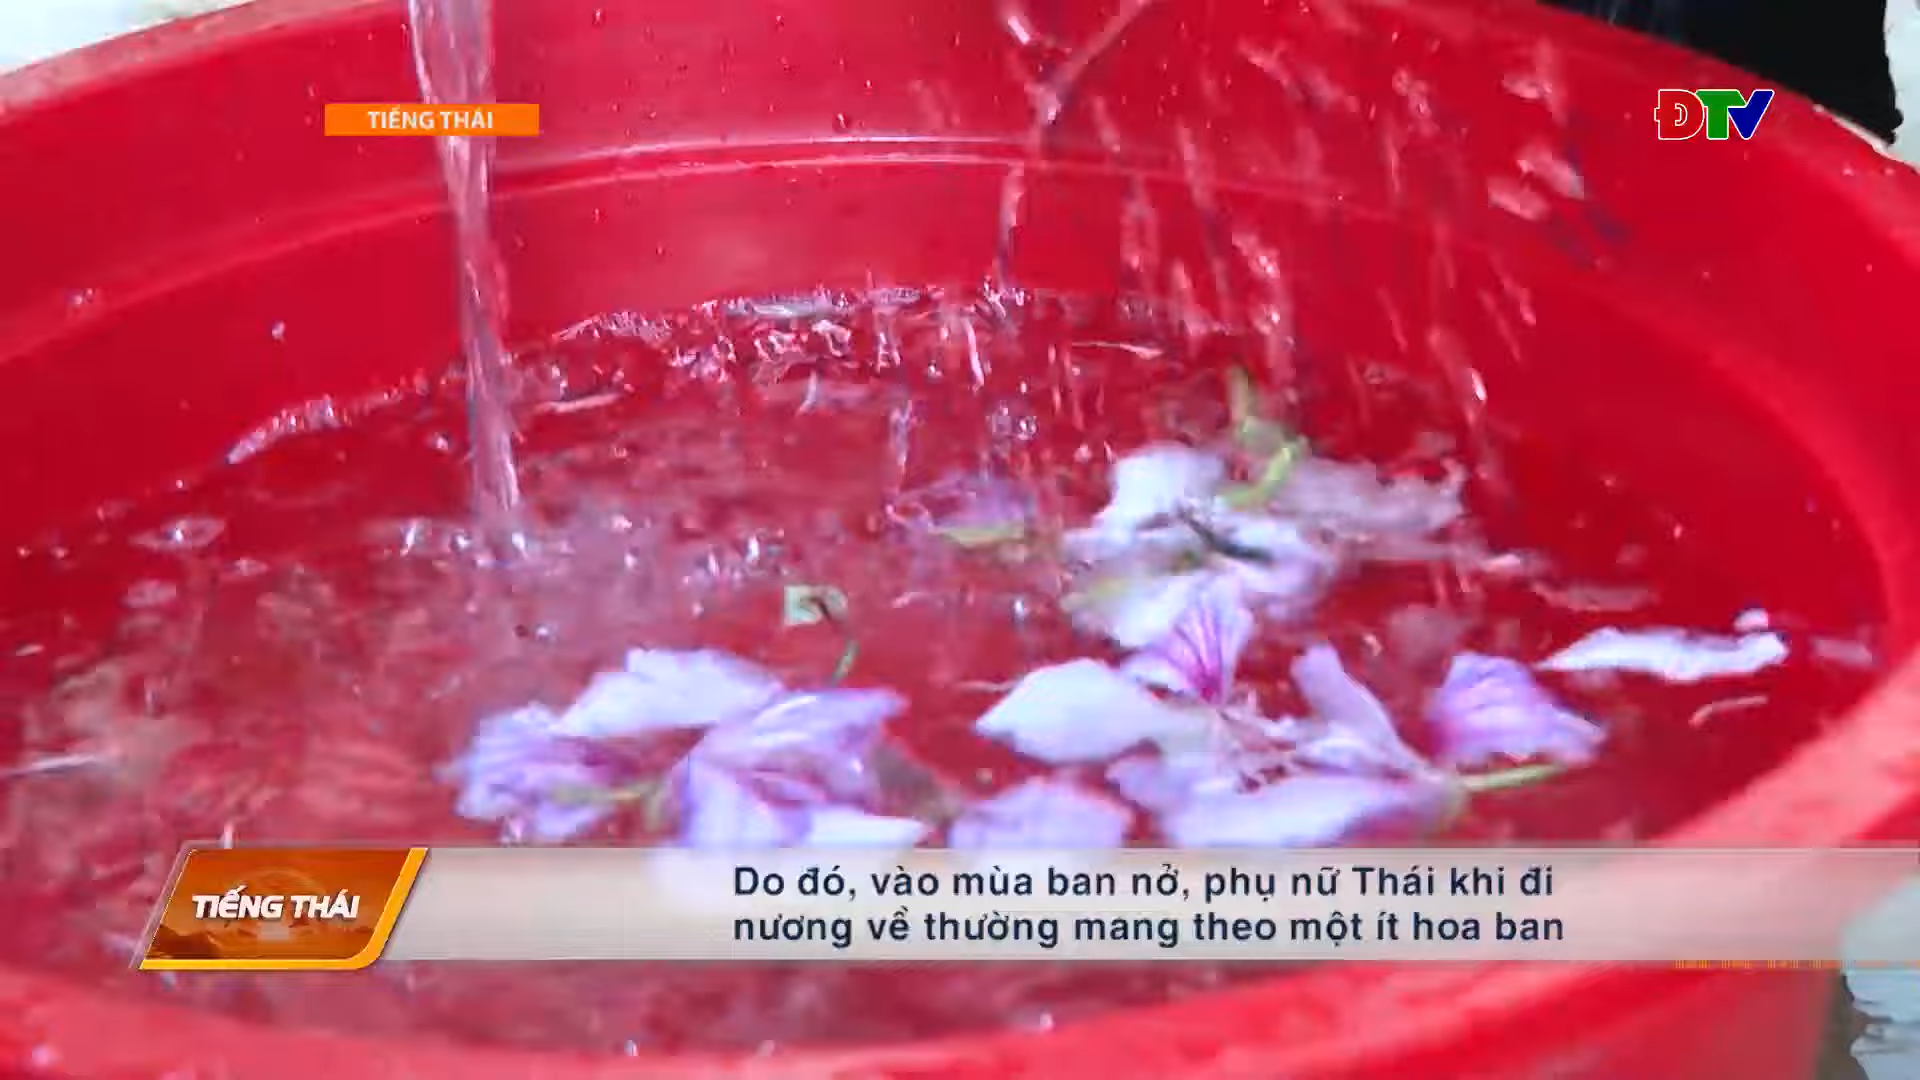 TIẾNG THÁI
ĐTV
TIẾNG THÁI
Do đó, vào mùa ban nở, phụ nữ Thái khi đi
nương về thường mang theo một ít hoa ban